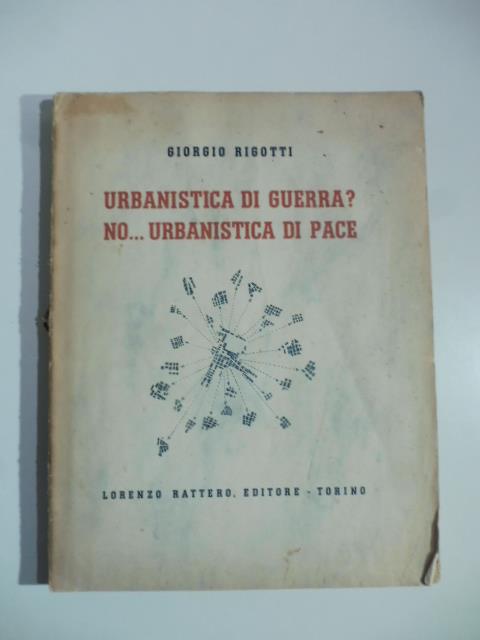 GIORGIO RIGOTTI
URBANISTICA DI GUERRA?
NO... URBANISTICA DI PACE
LORENZO RATTERO, EDITORE - TORINO